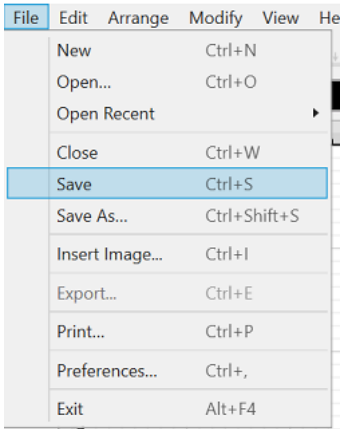 File Edit Arrange Modify View He
New Ctrl+N
Open... Ctrl+O
Open Recent
Close Ctrl+W
Save Ctrl+S
Save As... Ctrl+Shift+S
Insert Image... Ctrl+I
Export... Ctrl+E
Print... Ctrl+P
Preferences... Ctrl+,
Exit Alt+F4